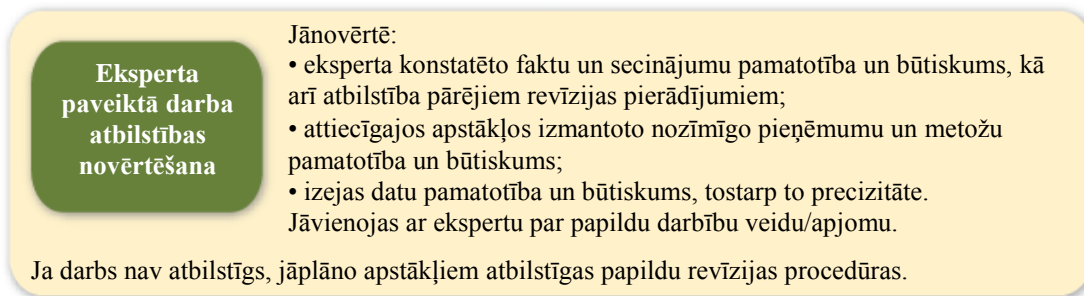 Eksperta
paveiktā darba
atbilstības
novērtēšana
Jānovērtē:
• eksperta konstatēto faktu un secinājumu pamatotība un būtiskums, kā
arī atbilstība pārējiem revīzijas pierādījumiem;
• attiecīgajos apstākļos izmantoto nozīmīgo pieņēmumu un metožu
pamatotība un būtiskums;
• izejas datu pamatotība un būtiskums, tostarp to precizitāte.
Jāvienojas ar ekspertu par papildu darbību veidu/apjomu.
Ja darbs nav atbilstīgs, jāplāno apstākļiem atbilstīgas papildu revīzijas procedūras.